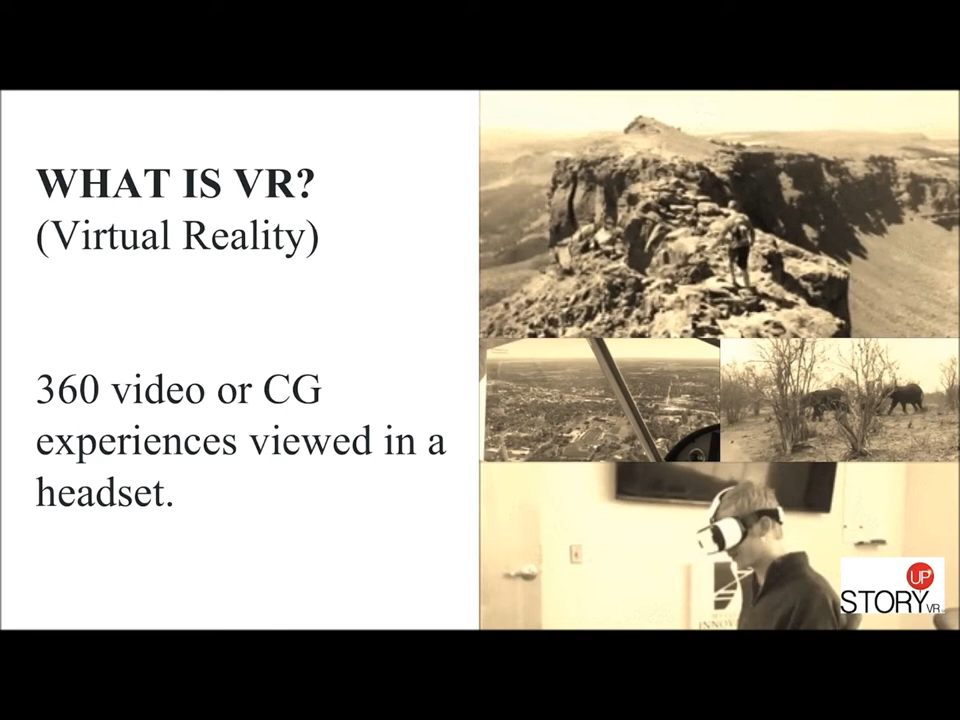 WHAT IS VR?
(Virtual Reality)
360 video or CG
experiences viewed in a
headset.
UP
STORY VR